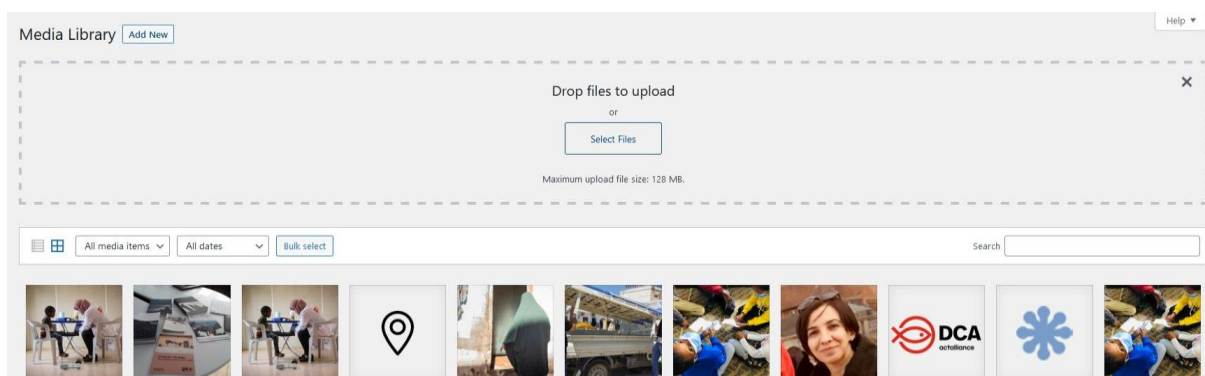 Help ▼
Media Library Add New
Drop files to upload
or
Select Files
Maximum upload file size: 128 MB.
All media items All dates Bulk select Search
DCA
actalliance